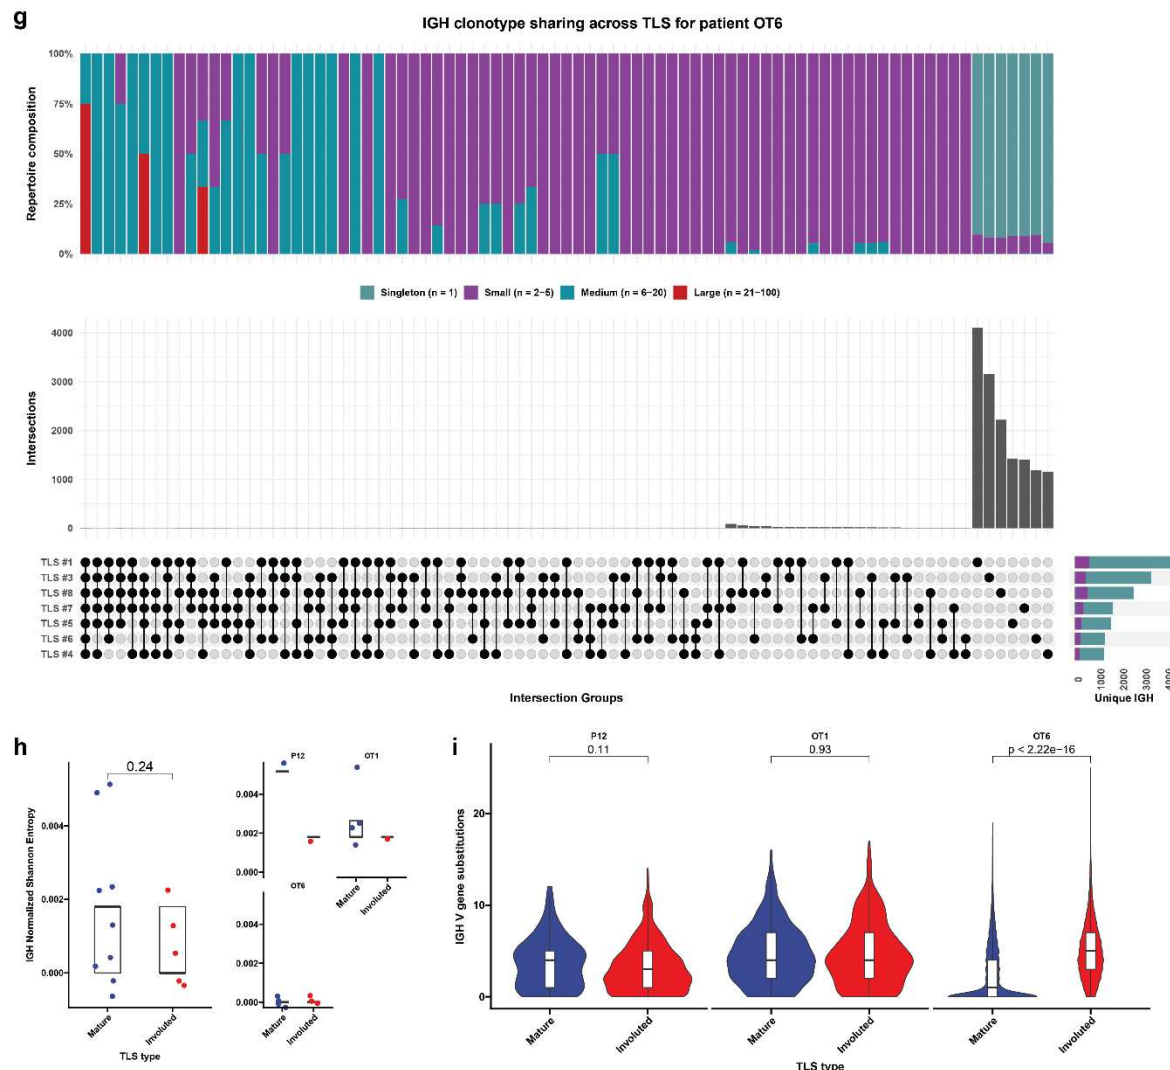 g
IGH clonotype sharing across TLS for patient OT6
Repertoire composition
100%
75%
50%
25%
0%
Singleton (n = 1) Small (n = 2−5) Medium (n = 6−20) Large (n = 21−100)
Intersections
4000
3000
2000
1000
0
TLS #1
TLS #3
TLS #8
TLS #7
TLS #5
TLS #6
TLS #4
Intersection Groups
0 1000 2000 3000 4000
Unique IGH
h
IGH Normalized Shannon Entropy
0.004
0.002
0.000
0.24
Mature Involuted
TLS type
P12 OT1
0.004
0.002
0.000
OT6
Mature Involuted
0.004
0.002
0.000
Mature Involuted
i
IGH V gene substitutions
20
10
0
P12 OT1 OT6
0.11 0.93 p < 2.22e−16
Mature Involuted Mature Involuted Mature Involuted
TLS type